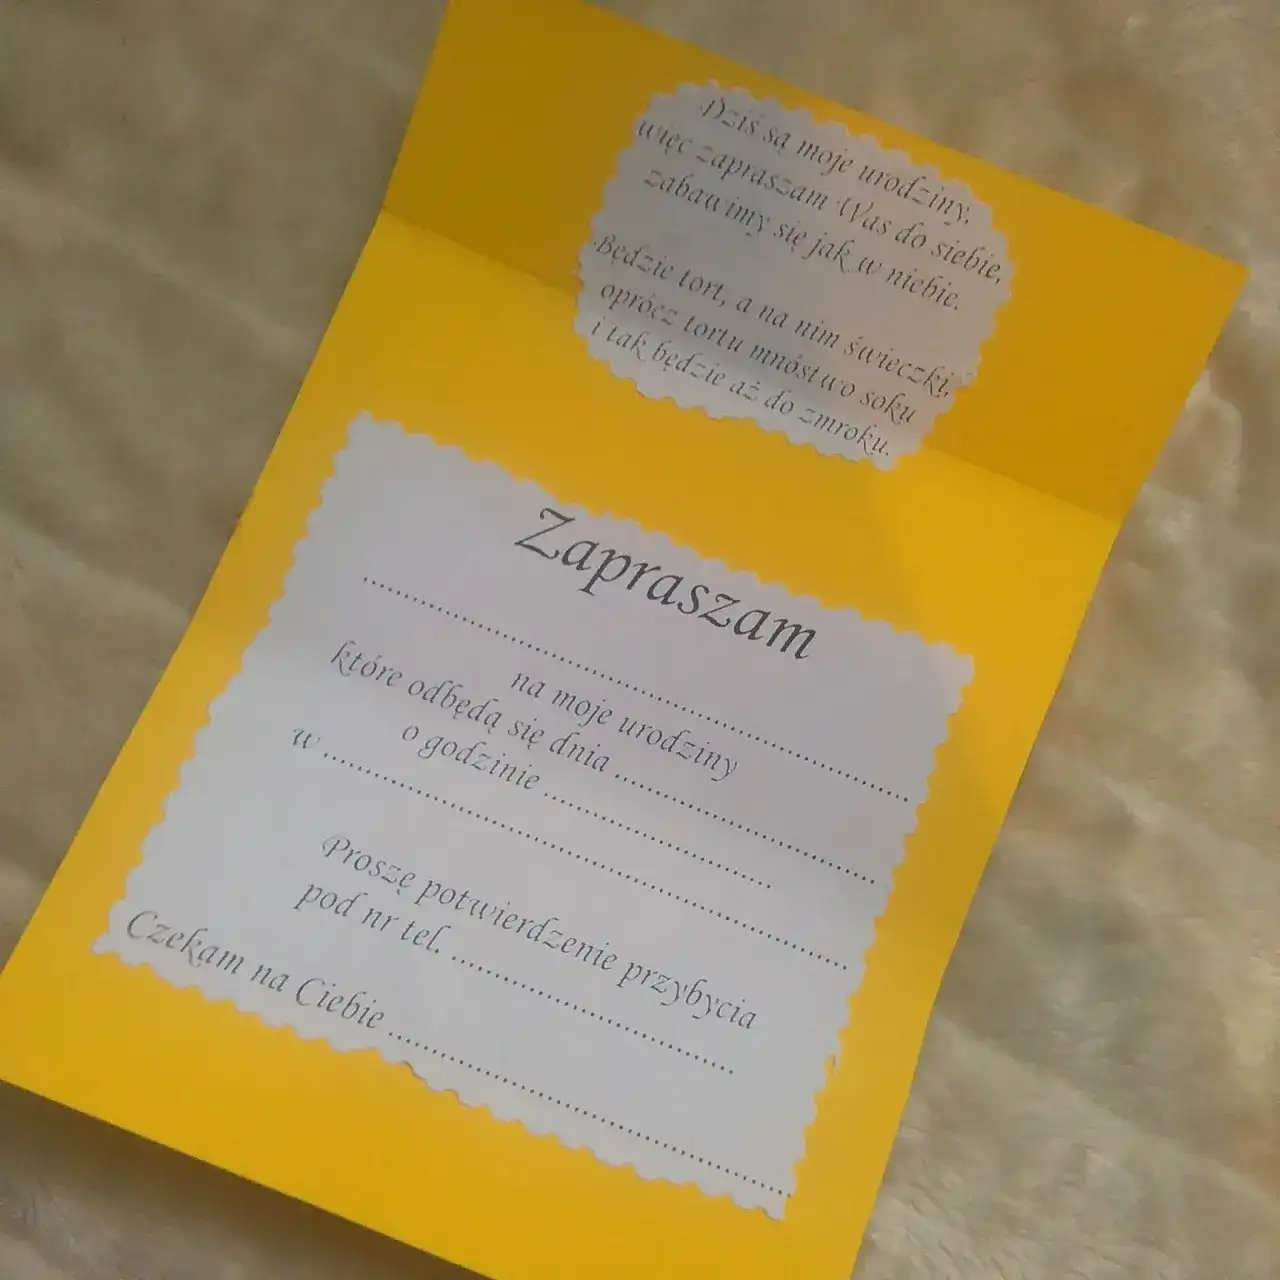 Dziś są moje urodziny,
więc zapraszam Was do siebie,
zabawimy się jak w niebie.
Będzie tort, a na nim świeczki,
oprócz tortu mnóstwo soku
i tak będzie aż do zmroku.
Zapraszam
........................................................................
na moje urodziny
które odbędą się dnia ...................................
o godzinie ..............................
w ......................................................................
Proszę potwierdzenie przybycia
pod nr tel. .....................................
Czekam na Ciebie .....................................................